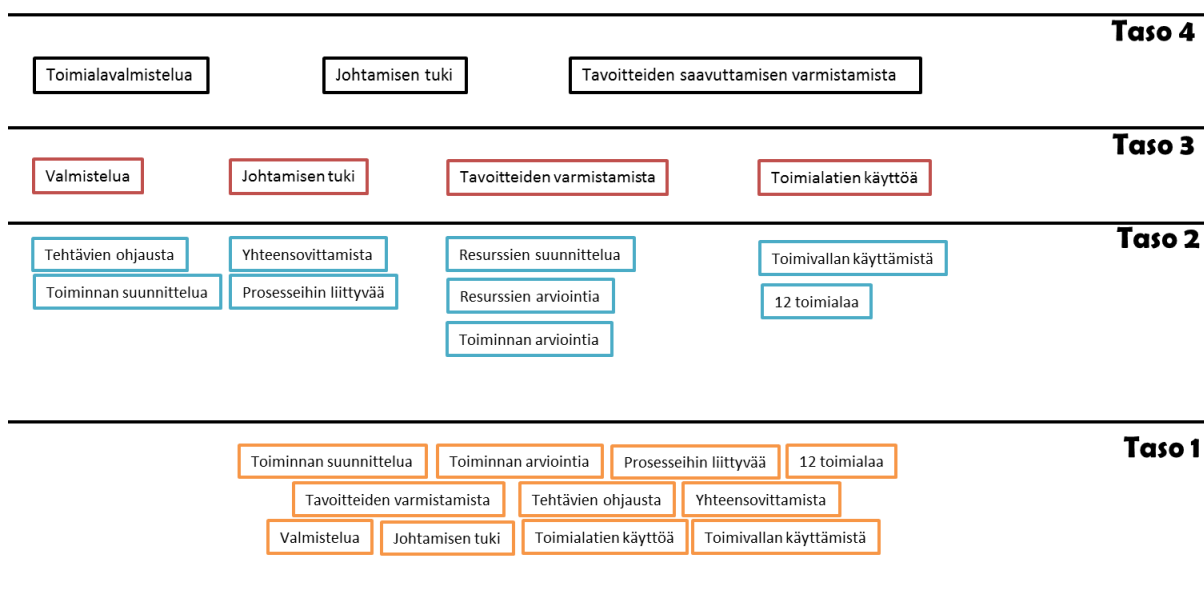 Taso 4
Toimialavalmistelua Johtamisen tuki Tavoitteiden saavuttamisen varmistamista
Taso 3
Valmistelua Johtamisen tuki Tavoitteiden varmistamista Toimialatien käyttöä
Taso 2
Tehtävien ohjausta Yhteensovittamista Resurssien suunnittelua Toimivallan käyttämistä
Toiminnan suunnittelua Prosesseihin liittyvää Resurssien arviointia 12 toimialaa
Toiminnan arviointia
Taso 1
Toiminnan suunnittelua Toiminnan arviointia Prosesseihin liittyvää 12 toimialaa
Tavoitteiden varmistamista Tehtävien ohjausta Yhteensovittamista
Valmistelua Johtamisen tuki Toimialatien käyttöä Toimivallan käyttämistä